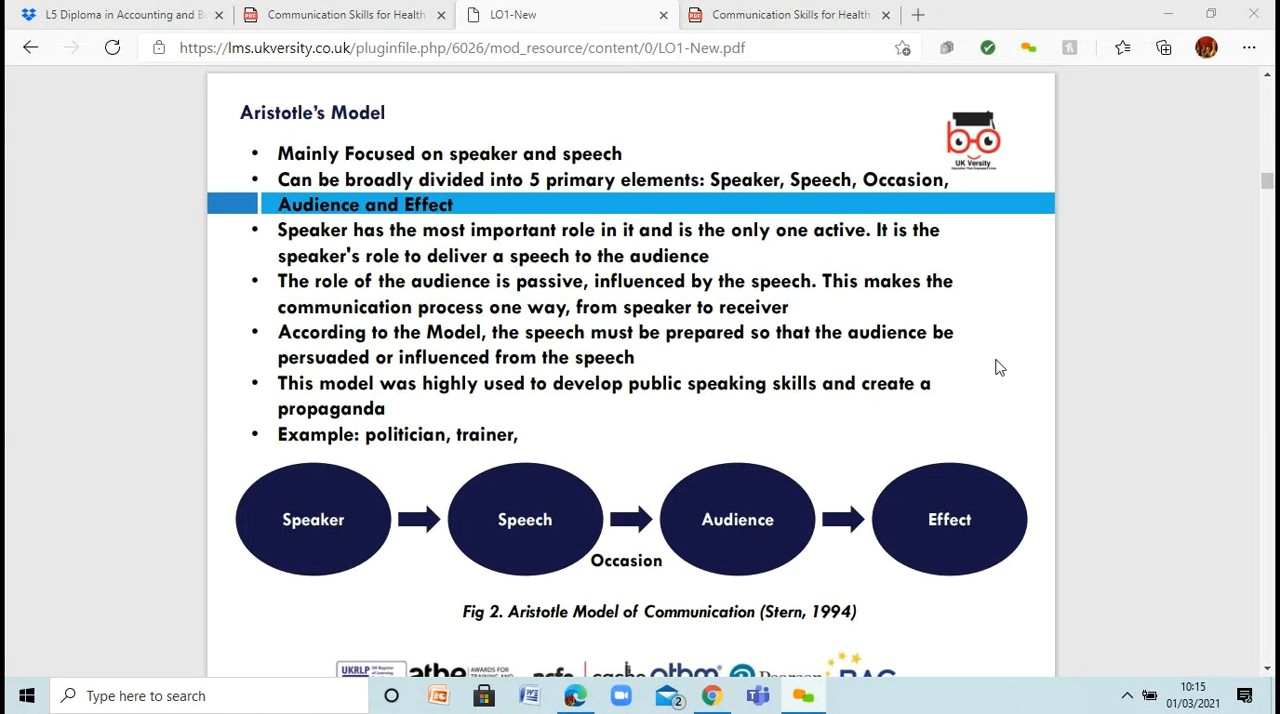 L5 Diploma in Accounting and B
Communication Skills for Health
LO1-New
Communication Skills for Health
https://lms.ukversity.co.uk/pluginfile.php/6026/mod_resource/content/0/LO1-New.pdf
Aristotle's Model
UK Versity
• Mainly Focused on speaker and speech
• Can be broadly divided into 5 primary elements: Speaker, Speech, Occasion,
Audience and Effect
• Speaker has the most important role in it and is the only one active. It is the
speaker's role to deliver a speech to the audience
• The role of the audience is passive, influenced by the speech. This makes the
communication process one way, from speaker to receiver
• According to the Model, the speech must be prepared so that the audience be
persuaded or influenced from the speech
• This model was highly used to develop public speaking skills and create a
propaganda
• Example: politician, trainer,
Speaker
Speech
Audience
Effect
Occasion
Fig 2. Aristotle Model of Communication (Stern, 1994)
UKRLP
AWARDS FOR
Type here to search
2
10:15
01/03/2021